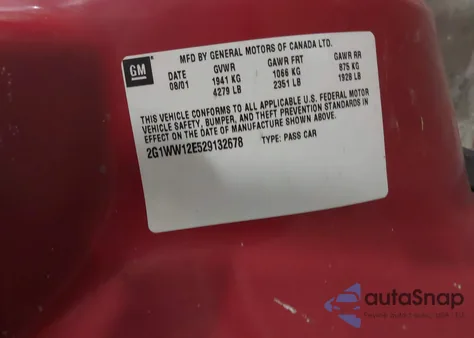 MFD BY GENERAL MOTORS OF CANADA LTD.
GM DATE GVWR GAWR FRT GAWR RR
08/01 1941 KG 1066 KG 875 KG
4279 LB 2351 LB 1928 LB
THIS VEHICLE CONFORMS TO ALL APPLICABLE U.S. FEDERAL MOTOR
VEHICLE SAFETY, BUMPER, AND THEFT PREVENTION STANDARDS IN
EFFECT ON THE DATE OF MANUFACTURE SHOWN ABOVE.
2G1WW12E529132678 TYPE: PASS CAR
autaSnap